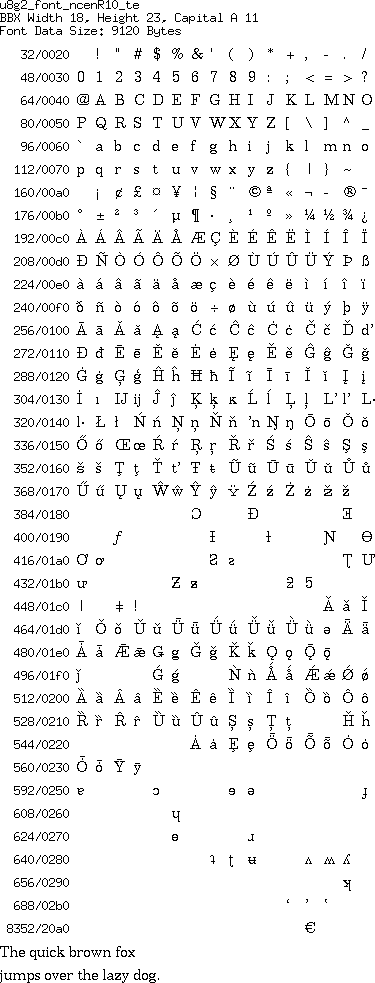 u8g2_font_ncenR10_te
BBX Width 18, Height 23, Capital A 11
Font Data Size: 9120 Bytes
32/0020 ! " # $ % & ' ( ) * + , - . /
48/0030 0 1 2 3 4 5 6 7 8 9 : ; < = > ?
64/0040 @ A B C D E F G H I J K L M N O
80/0050 P Q R S T U V W X Y Z [ \ ] ^ _
96/0060 ` a b c d e f g h i j k l m n o
112/0070 p q r s t u v w x y z { | } ~
160/00a0 ¡ ¢ £ ¤ ¥ ¦ § ¨ © ª « ¬ - ® ¯
176/00b0 ° ± ² ³ ´ µ ¶ · ¸ ¹ º » ¼ ½ ¾ ¿
192/00c0 À Á Â Ã Ä Å Æ Ç È É Ê Ë Ì Í Î Ï
208/00d0 Ð Ñ Ò Ó Ô Õ Ö × Ø Ù Ú Û Ü Ý Þ ß
224/00e0 à á â ã ä å æ ç è é ê ë ì í î ï
240/00f0 ð ñ ò ó ô õ ö ÷ ø ù ú û ü ý þ ÿ
256/0100 Ā ā Ă ă Ą ą Ć ć Ĉ ĉ Ċ ċ Č č Ď ď
272/0110 Đ đ Ē ē Ĕ ĕ Ė ė Ę ę Ě ě Ĝ ĝ Ğ ğ
288/0120 Ġ ġ Ģ ģ Ĥ ĥ Ħ ħ Ĩ ĩ Ī ī Ĭ ĭ Į į
304/0130 İ ı Ĳ ĳ Ĵ ĵ Ķ ķ ĸ Ĺ ĺ Ļ ļ Ľ ľ Ŀ
320/0140 ŀ Ł ł Ń ń Ņ ņ Ň ň ŉ Ŋ ŋ Ō ō Ŏ ŏ
336/0150 Ő ő Œ œ Ŕ ŕ Ŗ ŗ Ř ř Ś ś Ŝ ŝ Ş ş
352/0160 Š š Ţ ţ Ť ť Ŧ ŧ Ũ ũ Ū ū Ŭ ŭ Ů ů
368/0170 Ű ű Ų ų Ŵ ŵ Ŷ ŷ Ÿ Ź ź Ż ż Ž ž
384/0180 Ɔ Ɖ Ǝ
400/0190 ƒ Ɨ ƚ Ɲ Ɵ
416/01a0 Ơ ơ Ƨ ƨ Ʈ Ư
432/01b0 ư Ƶ ƶ 2 5
448/01c0 ǀ ǂ ǃ Ǎ ǎ Ǐ
464/01d0 ǐ Ǒ ǒ Ǔ ǔ Ǖ ǖ Ǘ ǘ Ǚ ǚ Ǜ ǜ ǝ Ǟ ǟ
480/01e0 Ǡ ǡ Ǣ ǣ Ǥ ǥ Ǧ ǧ Ǩ ǩ Ǫ ǫ Ǭ ǭ
496/01f0 ǰ Ǵ ǵ Ǹ ǹ Ǻ ǻ Ǽ ǽ Ǿ ǿ
512/0200 Ȁ ȁ Ȃ ȃ Ȅ ȅ Ȇ ȇ Ȉ ȉ Ȋ ȋ Ȍ ȍ Ȏ ȏ
528/0210 Ȑ ȑ Ȓ ȓ Ȕ ȕ Ȗ ȗ Ș ș Ț ț Ȟ ȟ
544/0220 Ȧ ȧ Ȩ ȩ Ȫ ȫ Ȭ ȭ Ȯ ȯ
560/0230 Ȱ ȱ Ȳ ȳ
592/0250 ɐ ɔ ɘ ə ɟ
608/0260 ɥ
624/0270 ɵ ɹ
640/0280 ʇ ʈ ʉ ʌ ʍ ʎ
656/0290 ʞ
688/02b0 ʻ ʼ ʽ
8352/20a0 €
The quick brown fox
jumps over the lazy dog.